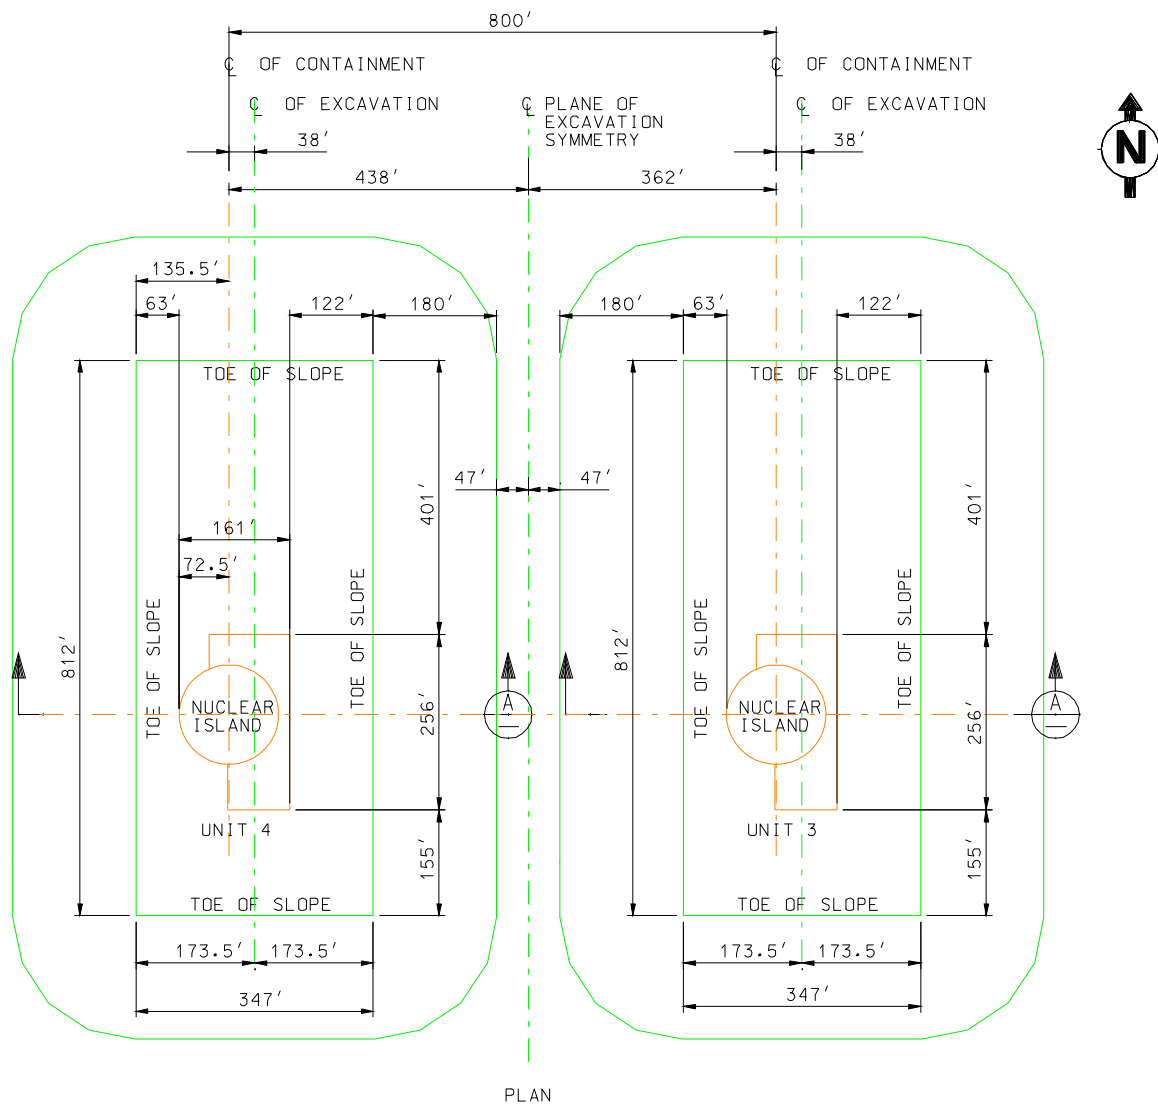 800'
℄ OF CONTAINMENT
℄ OF CONTAINMENT
℄ OF EXCAVATION
℄ PLANE OF
EXCAVATION
SYMMETRY
℄ OF EXCAVATION
N
38'
38'
438'
362'
135.5'
63'
122'
180'
180'
63'
122'
TOE OF SLOPE
TOE OF SLOPE
47'
47'
401'
401'
161'
72.5'
812'
TOE OF SLOPE
TOE OF SLOPE
812'
TOE OF SLOPE
TOE OF SLOPE
NUCLEAR
ISLAND
256'
A
NUCLEAR
ISLAND
256'
A
UNIT 4
UNIT 3
155'
155'
TOE OF SLOPE
TOE OF SLOPE
173.5'
173.5'
173.5'
173.5'
347'
347'
PLAN